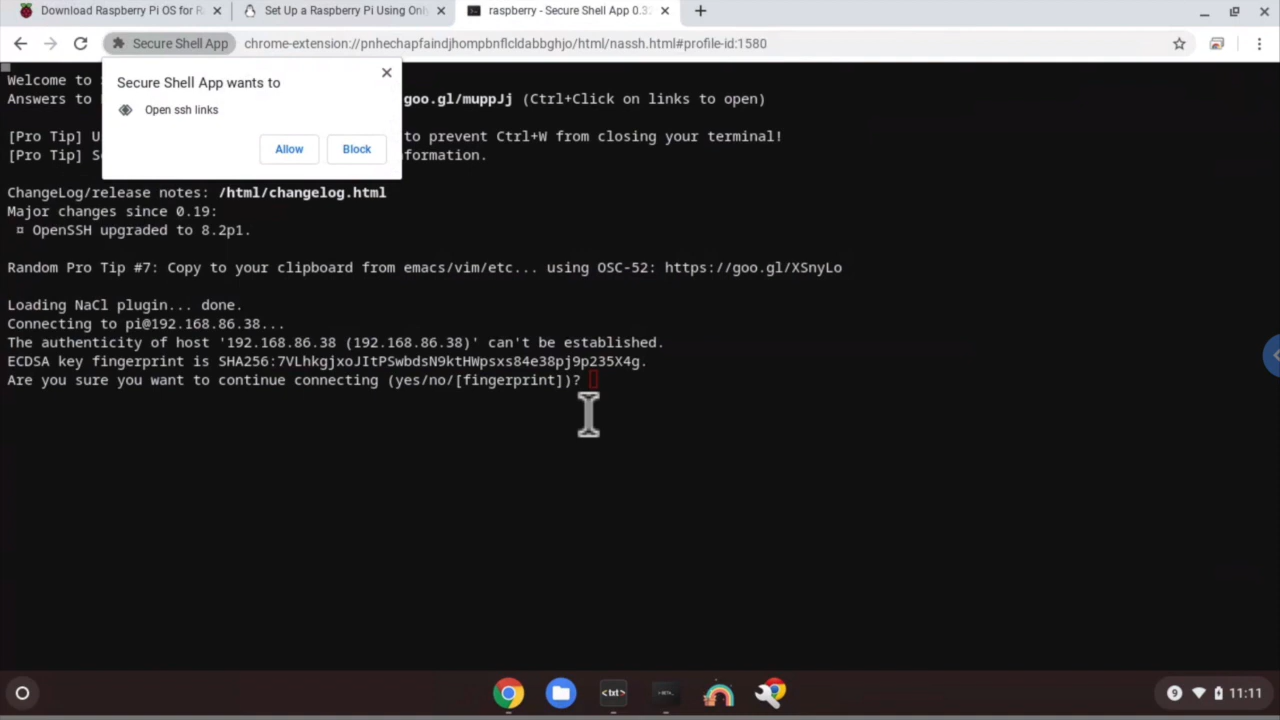 Download Raspberry Pi OS for R
Set Up a Raspberry Pi Using Onl
raspberry - Secure Shell App 0.3
Secure Shell App
chrome-extension://pnhechapfaindjhompbnflcldabbghjo/html/nassh.html#profile-id:1580
Secure Shell App wants to
Open ssh links
Allow
Block
Welcome to
Answers to goo.gl/muppJj (Ctrl+Click on links to open)
[Pro Tip] U to prevent Ctrl+W from closing your terminal!
[Pro Tip] S formation.
ChangeLog/release notes: /html/changelog.html
Major changes since 0.19:
¤ OpenSSH upgraded to 8.2p1.
Random Pro Tip #7: Copy to your clipboard from emacs/vim/etc... using OSC-52: https://goo.gl/XSnyLo
Loading NaCl plugin... done.
Connecting to pi@192.168.86.38...
The authenticity of host '192.168.86.38 (192.168.86.38)' can't be established.
ECDSA key fingerprint is SHA256:7VLhkgjxoJItPSwbdsN9ktHWpsxs84e38pj9p235X4g.
Are you sure you want to continue connecting (yes/no/[fingerprint])?
<txt>
9 11:11